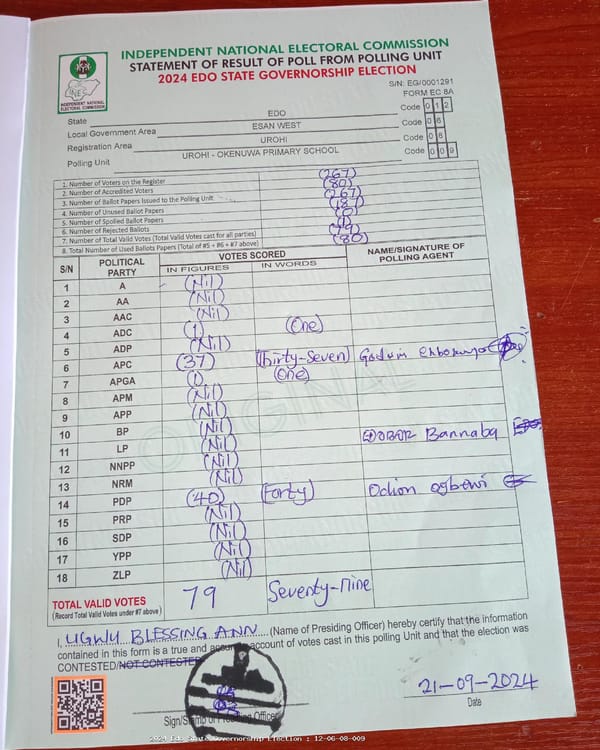 INDEPENDENT NATIONAL ELECTORAL COMMISSION
STATEMENT OF RESULT OF POLL FROM POLLING UNIT
2024 EDO STATE GOVERNORSHIP ELECTION
S/N: EG/0001291
FORM EC 8A
INDEPENDENT NATIONAL
ELECTORAL COMMISSION
State EDO Code 0 1 2
Local Government Area ESAN WEST Code 0 6
Registration Area UROHI Code 0 8
Polling Unit UROHI - OKENUWA PRIMARY SCHOOL Code 0 0 9
1. Number of Voters on the Register (267)
2. Number of Accredited Voters (80)
3. Number of Ballot Papers Issued to the Polling Unit (267)
4. Number of Unused Ballot Papers (187)
5. Number of Spoiled Ballot Papers (0)
6. Number of Rejected Ballots (1)
7. Number of Total Valid Votes (Total Valid Votes cast for all parties) (79)
8. Total Number of Used Ballot Papers (Total of #5 + #6 + #7 above) (80)
S/N POLITICAL PARTY VOTES SCORED NAME/SIGNATURE OF POLLING AGENT
IN FIGURES IN WORDS
1 A (Nil)
2 AA (Nil)
3 AAC (Nil)
4 ADC (1) (One)
5 ADP (Nil)
6 APC (37) (Thirty-Seven)
7 APGA (1) (One)
8 APM (Nil)
9 APP (Nil)
10 BP (Nil) Bannaba
11 LP (Nil)
12 NNPP (Nil)
13 NRM (Nil)
14 PDP (40) (Forty) Odion
15 PRP (Nil)
16 SDP (Nil)
17 YPP (Nil)
18 ZLP (Nil)
ORIGINAL
TOTAL VALID VOTES 79 Seventy-Nine
(Record Total Valid Votes under #7 above)
I, UGWU BLESSING ANN (Name of Presiding Officer) hereby certify that the information
contained in this form is a true and accurate account of votes cast in this polling Unit and that the election was
CONTESTED/NOT CONTESTED
21-09-2024
Sign/Stamp of Presiding Officer Date
2024 Edo State Governorship Election : 12-06-08-009